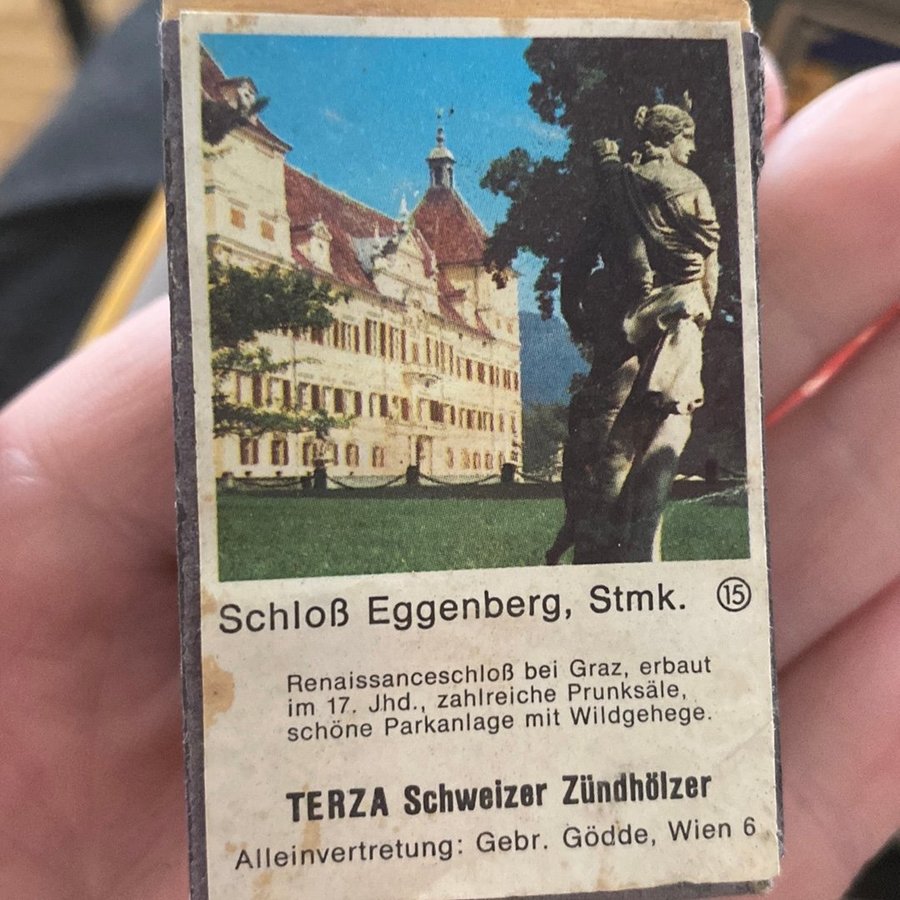 Schloß Eggenberg, Stmk. ⑮
Renaissanceschloß bei Graz, erbaut
im 17. Jhd., zahlreiche Prunksäle,
schöne Parkanlage mit Wildgehege.
TERZA Schweizer Zündhölzer
Alleinvertretung: Gebr. Gödde, Wien 6